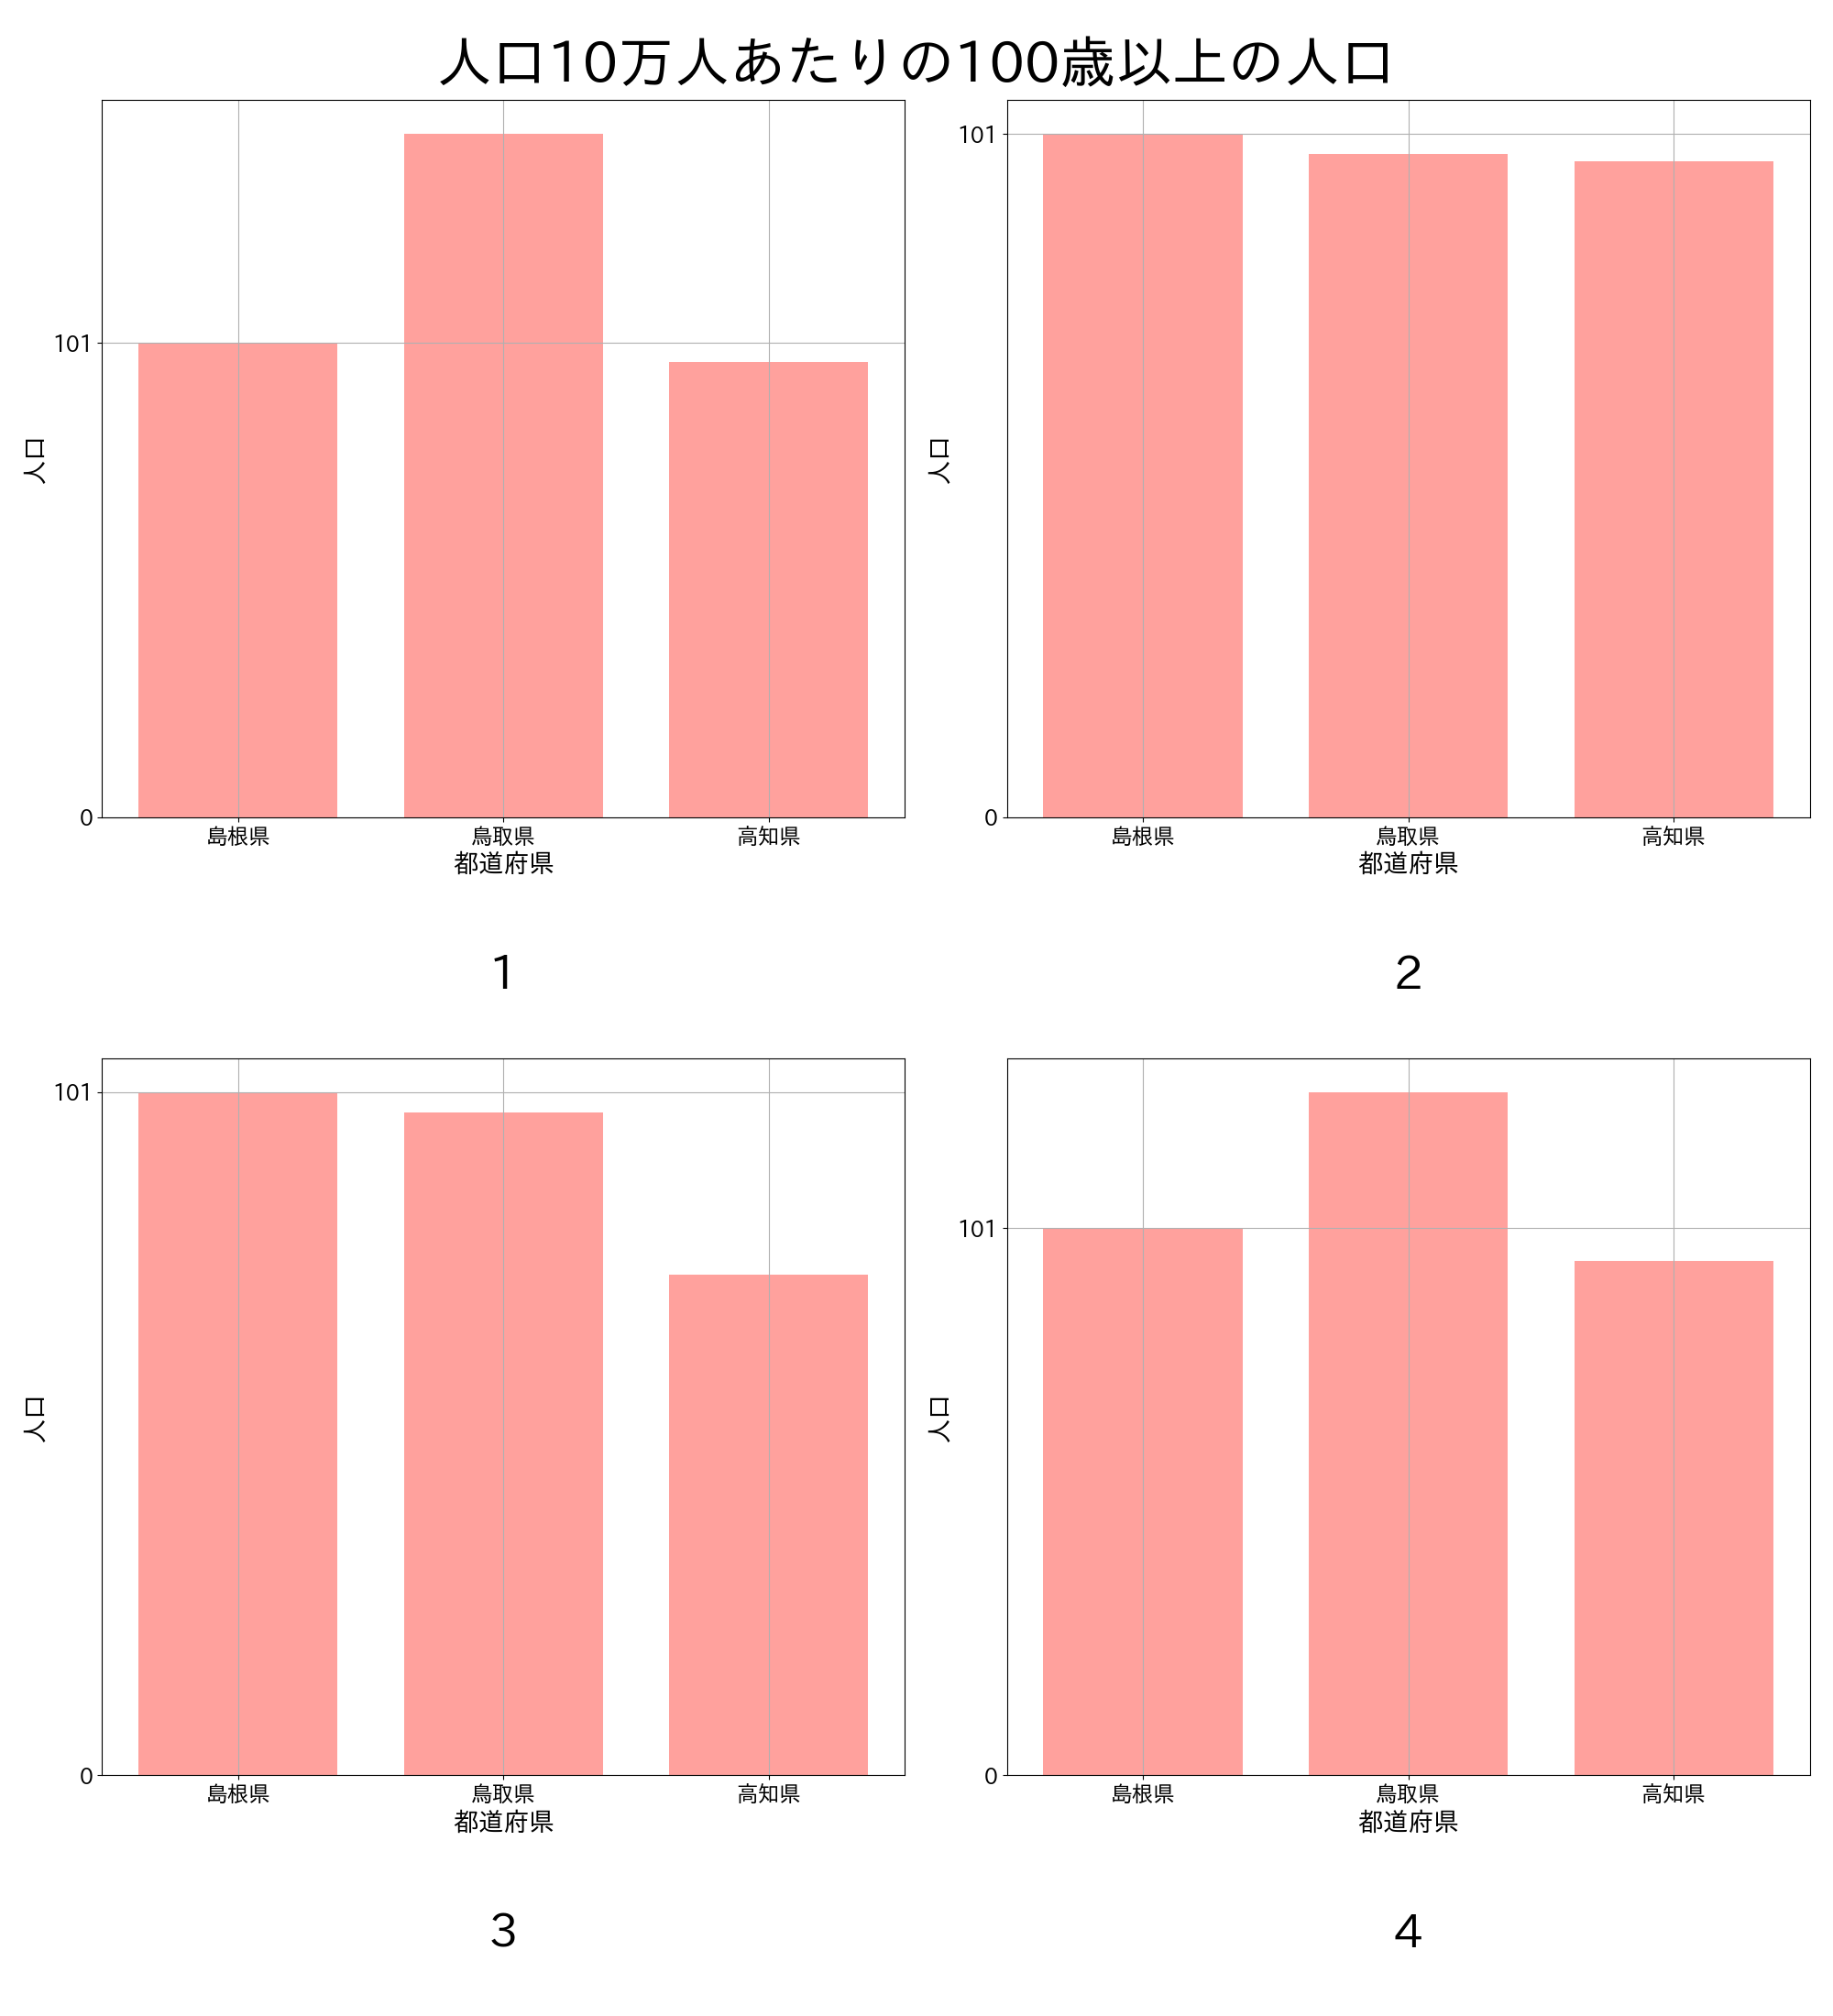 人口10万人あたりの100歳以上の人口
101
人口
0
島根県 鳥取県 高知県
都道府県
1
101
人口
0
島根県 鳥取県 高知県
都道府県
2
101
人口
0
島根県 鳥取県 高知県
都道府県
3
101
人口
0
島根県 鳥取県 高知県
都道府県
4